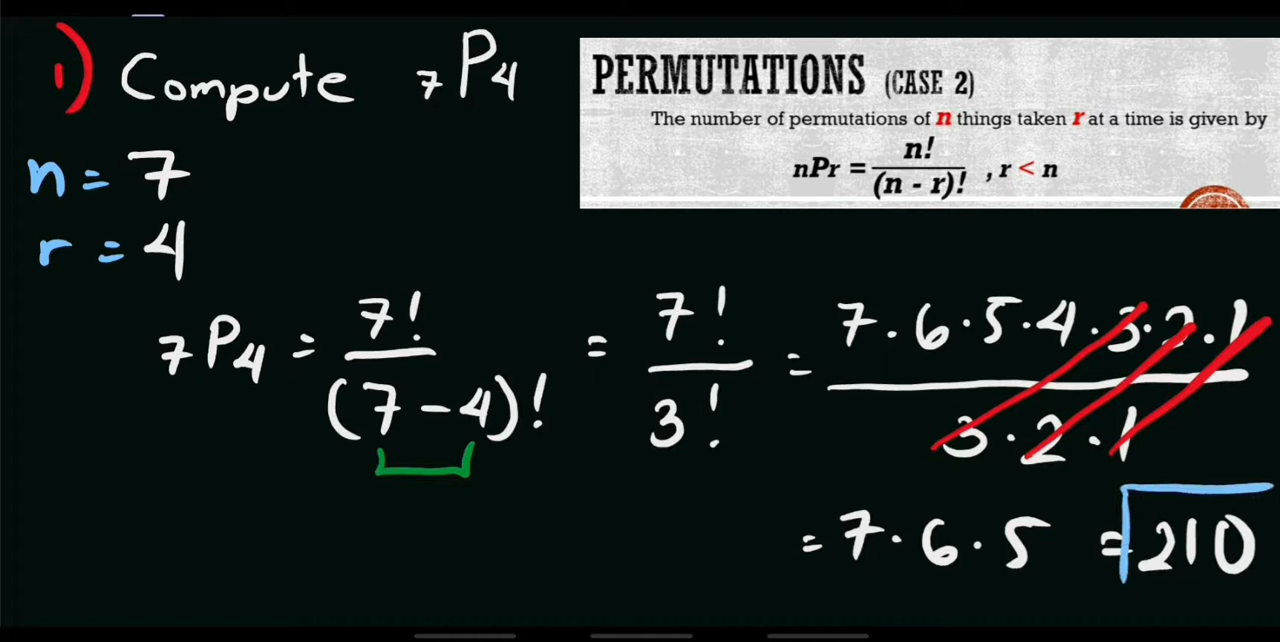 1) Compute ₇P₄
PERMUTATIONS (CASE 2)
The number of permutations of n things taken r at a time is given by
nPr = n! / (n - r)! , r < n
n = 7
r = 4
₇P₄ = 7! / (7 - 4)! = 7! / 3! = 7 · 6 · 5 · 4 · 3 · 2 · 1 / 3 · 2 · 1
= 7 · 6 · 5 = 210